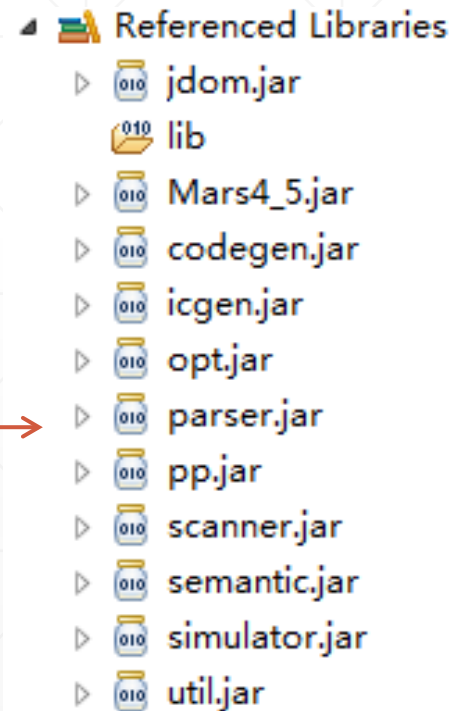 Referenced Libraries
jdom.jar
lib
Mars4_5.jar
codegen.jar
icgen.jar
opt.jar
parser.jar
pp.jar
scanner.jar
semantic.jar
simulator.jar
util.jar